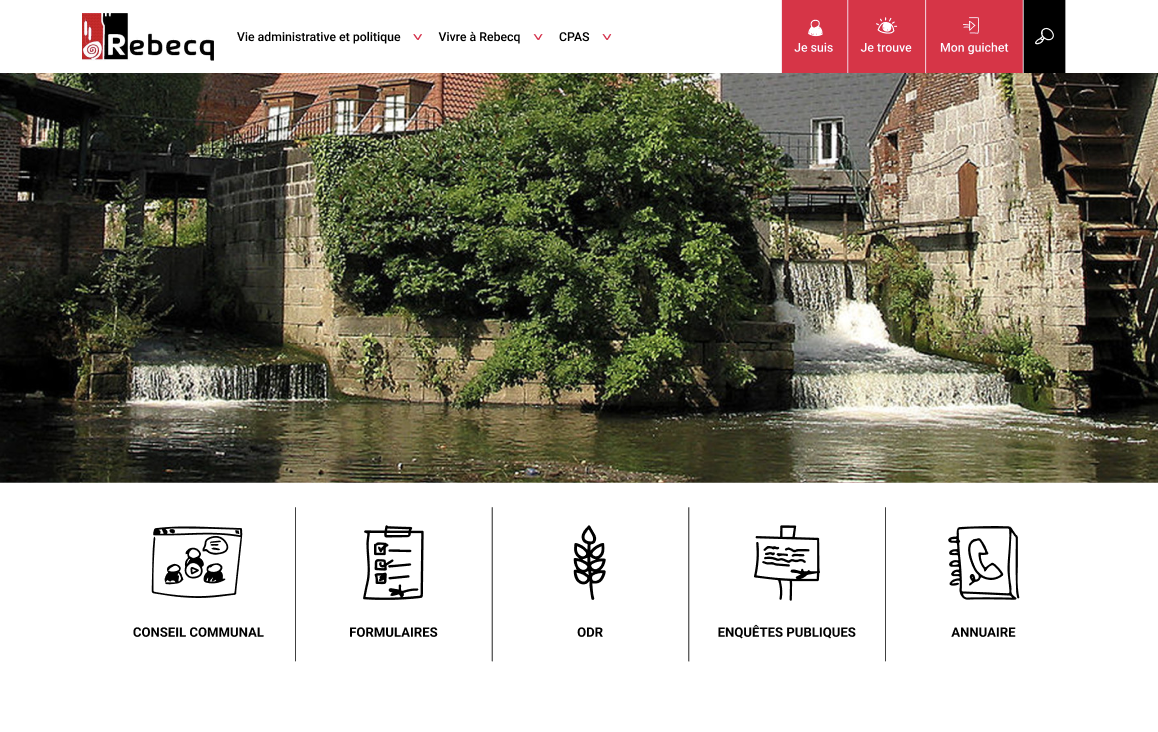 Rebecq
Vie administrative et politique
Vivre à Rebecq
CPAS
Je suis
Je trouve
Mon guichet
CONSEIL COMMUNAL
FORMULAIRES
ODR
ENQUÊTES PUBLIQUES
ANNUAIRE